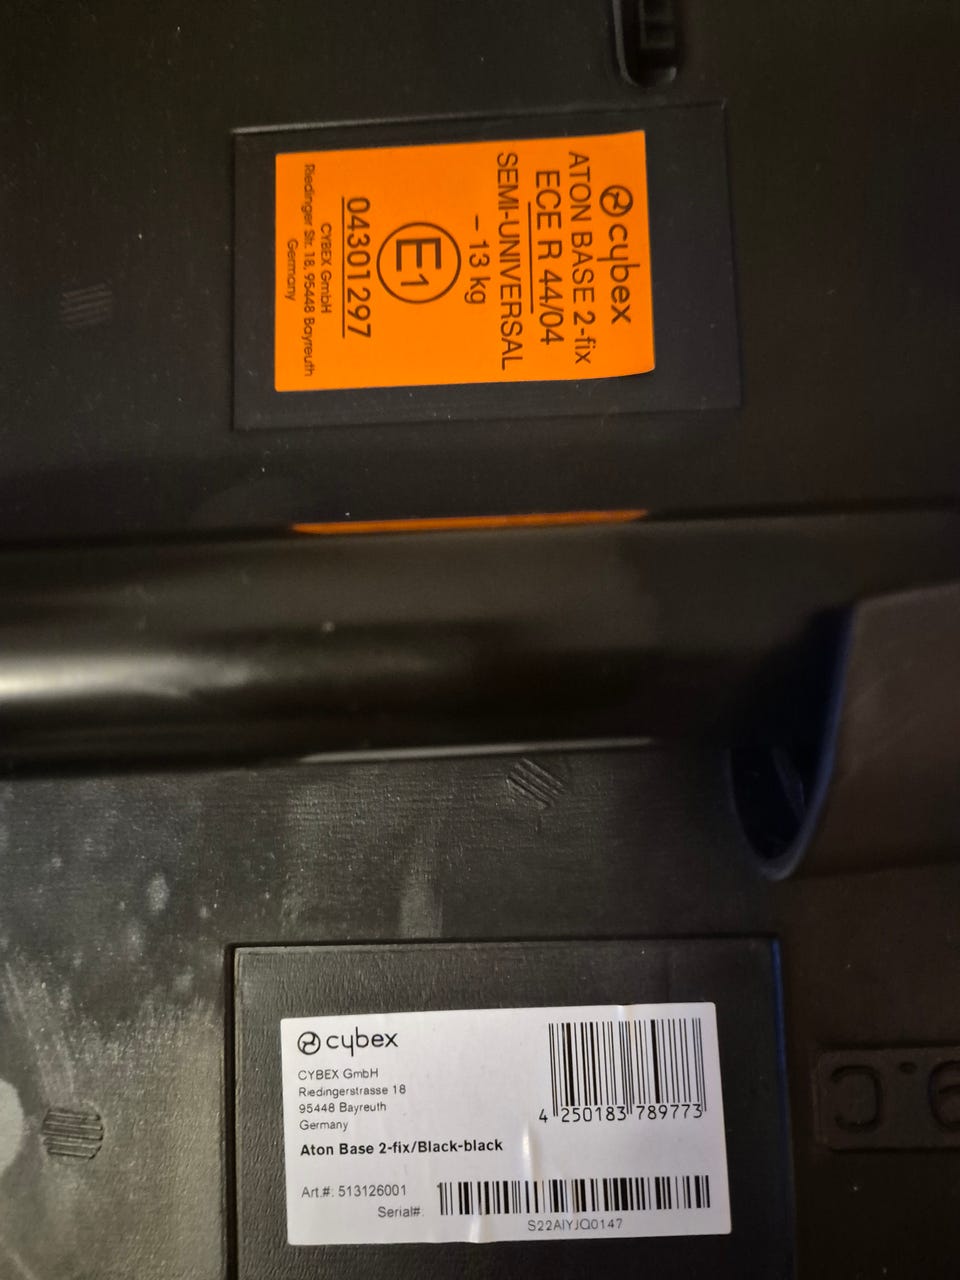 cybex
ATON BASE 2-fix
ECE R 44/04
SEMI-UNIVERSAL
– 13 kg
E1
04301297
CYBEX GmbH
Riedinger Str. 18, 95448 Bayreuth
Germany
cybex
CYBEX GmbH
Riedingerstrasse 18
95448 Bayreuth
Germany
4 250183 789773
Aton Base 2-fix/Black-black
Art.#: 513126001
Serial#:
S22AIYJQ0147